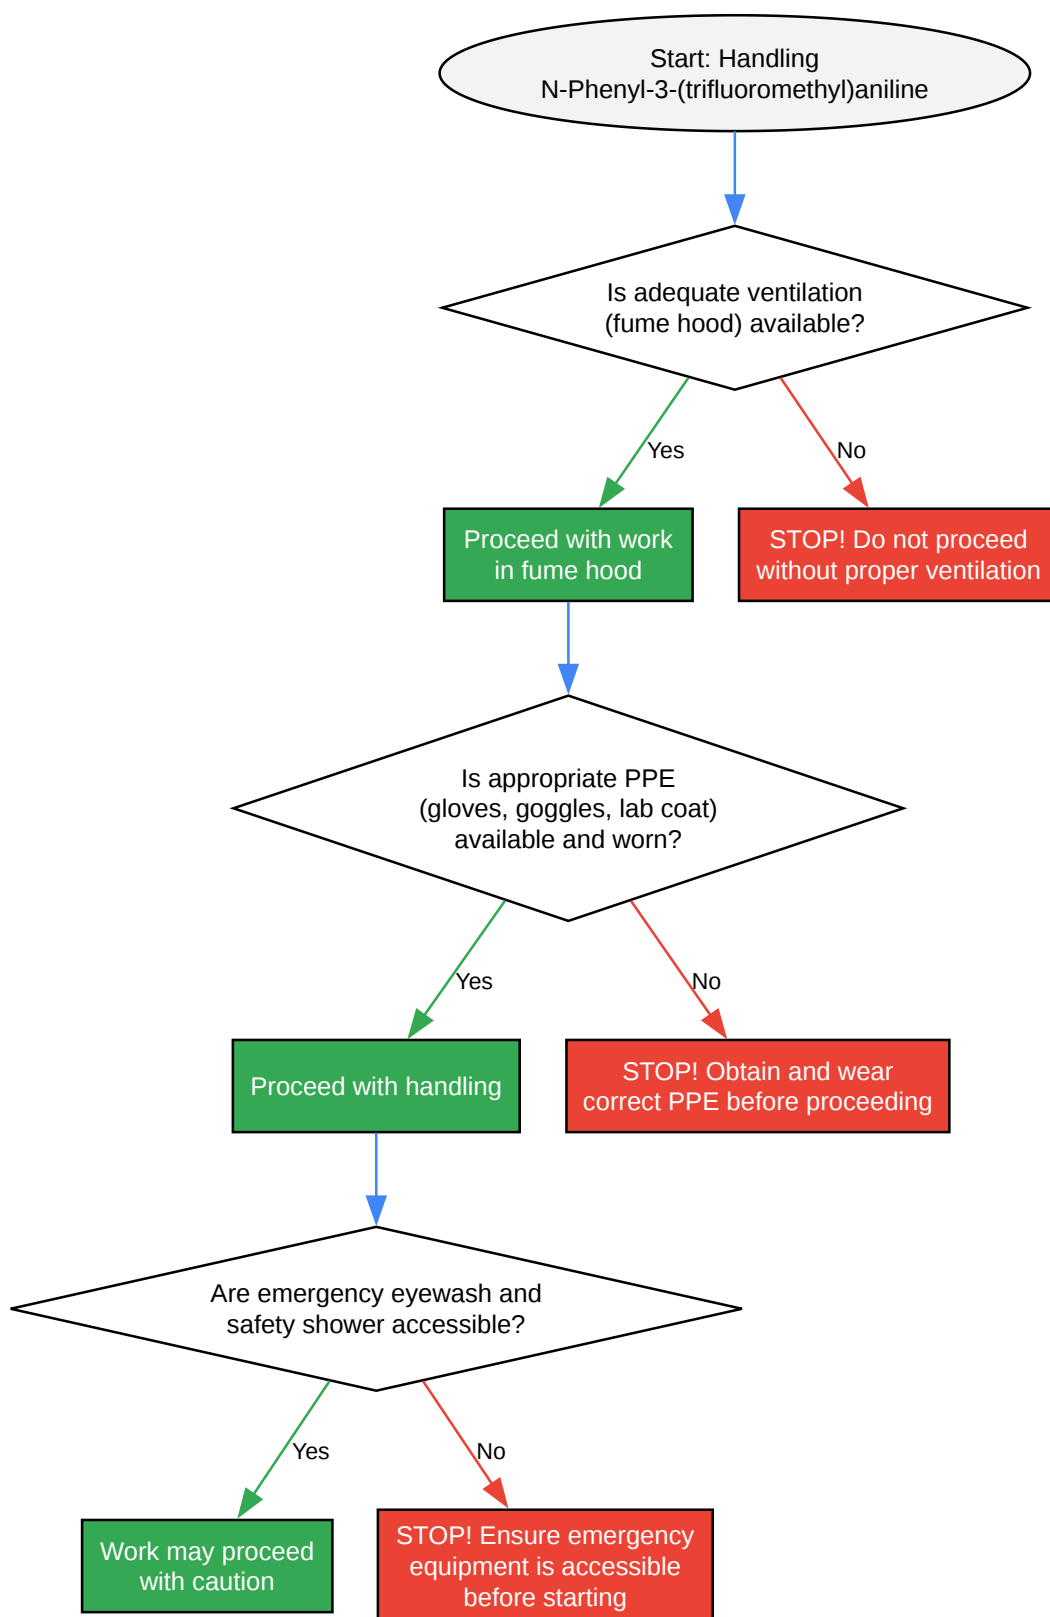 Start: Handling
N-Phenyl-3-(trifluoromethyl)aniline
Is adequate ventilation
(fume hood) available?
Yes
No
Proceed with work
in fume hood
STOP! Do not proceed
without proper ventilation
Is appropriate PPE
(gloves, goggles, lab coat)
available and worn?
Yes
No
Proceed with handling
STOP! Obtain and wear
correct PPE before proceeding
Are emergency eyewash and
safety shower accessible?
Yes
No
Work may proceed
with caution
STOP! Ensure emergency
equipment is accessible
before starting